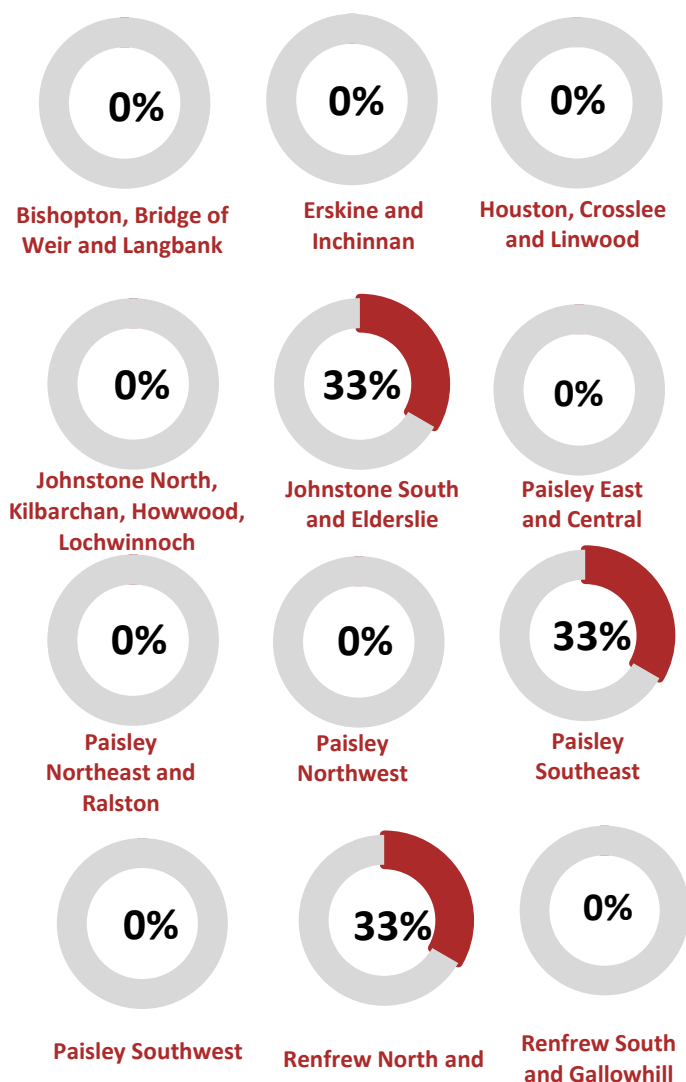 0%
0%
0%
Bishopton, Bridge of
Weir and Langbank
Erskine and
Inchinnan
Houston, Crosslee
and Linwood
0%
33%
0%
Johnstone North,
Kilbarchan, Howwood,
Lochwinnoch
Johnstone South
and Elderslie
Paisley East
and Central
0%
0%
33%
Paisley
Northeast and
Ralston
Paisley
Northwest
Paisley
Southeast
0%
33%
0%
Paisley Southwest
Renfrew North and
Renfrew South
and Gallowhill